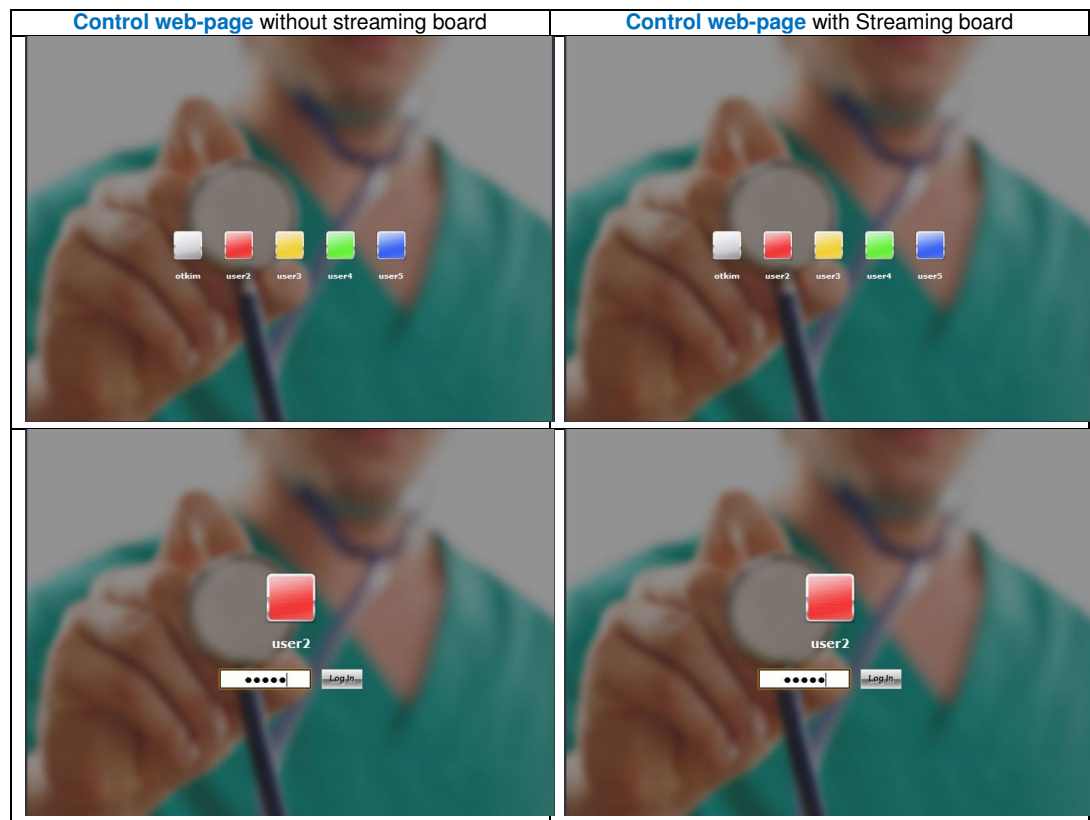 Control web-page without streaming board
Control web-page with Streaming board
otkim user2 user3 user4 user5
otkim user2 user3 user4 user5
user2
Log In
user2
Log In